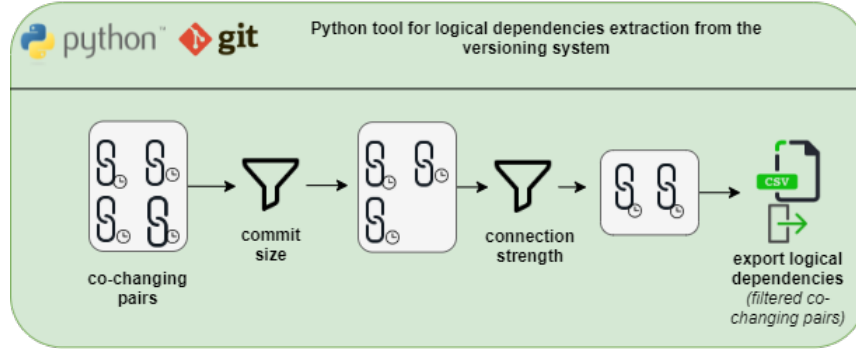 python™ git
Python tool for logical dependencies extraction from the
versioning system
co-changing
pairs
commit
size
connection
strength
CSV
export logical
dependencies
(filtered co-
changing pairs)